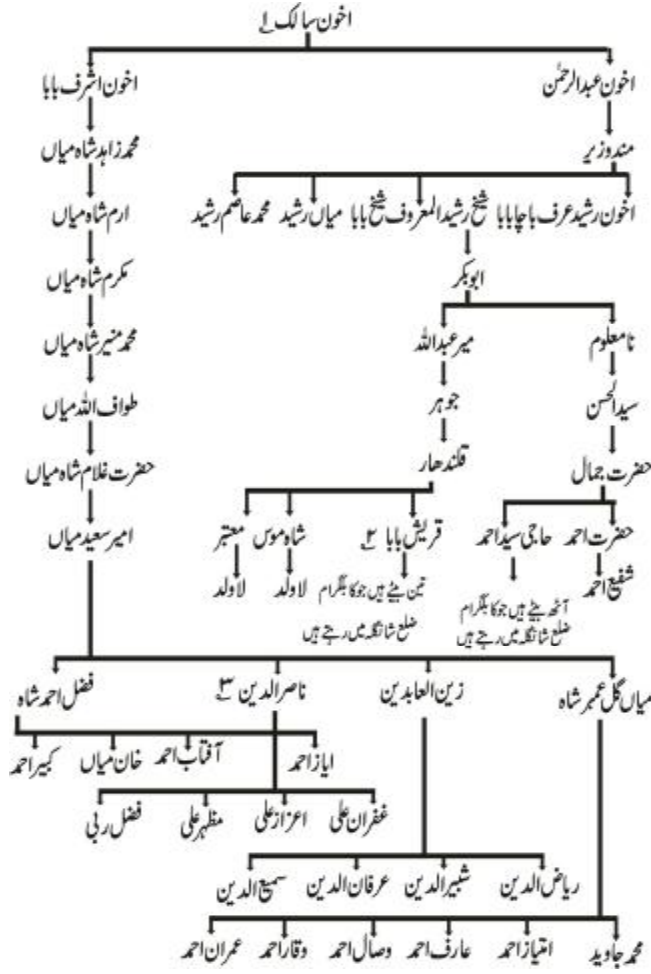 اخون سالک ۱
اخون عبدالرحمٰن اخون اشرف بابا
مندوزیر محمد زاہد شاہ میاں
اخون رشید عرف باچا بابا شیخ رشید المعروف شیخ بابا میاں رشید محمد عاصم رشید ارم شاہ میاں
ابوبکر مکرم شاہ میاں
نامعلوم میر عبداللہ محمد منیر شاہ میاں
سید الحسن جوہر طواف اللہ میاں
حضرت جمال قلندھار حضرت غلام شاہ میاں
حضرت احمد حاجی سید احمد قریش بابا ۲ شاہ موس معتبر امیر سعید میاں
شفیع احمد آٹھ بیٹے ہیں جو کابلگرام تین بیٹے ہیں جو کابلگرام لاولد لاولد
ضلع شانگلہ میں رہتے ہیں ضلع شانگلہ میں رہتے ہیں
میاں گل عمبر شاہ زین العابدین ناصر الدین ۳ فضل احمد شاہ
ایاز احمد آفتاب احمد خان میاں کبیر احمد
غفران علی اعزاز علی مظہر علی فضل ربی
ریاض الدین شبیر الدین عرفان الدین سمیع الدین
محمد جاوید امتیاز احمد عارف احمد وصال احمد وقار احمد عمران احمد